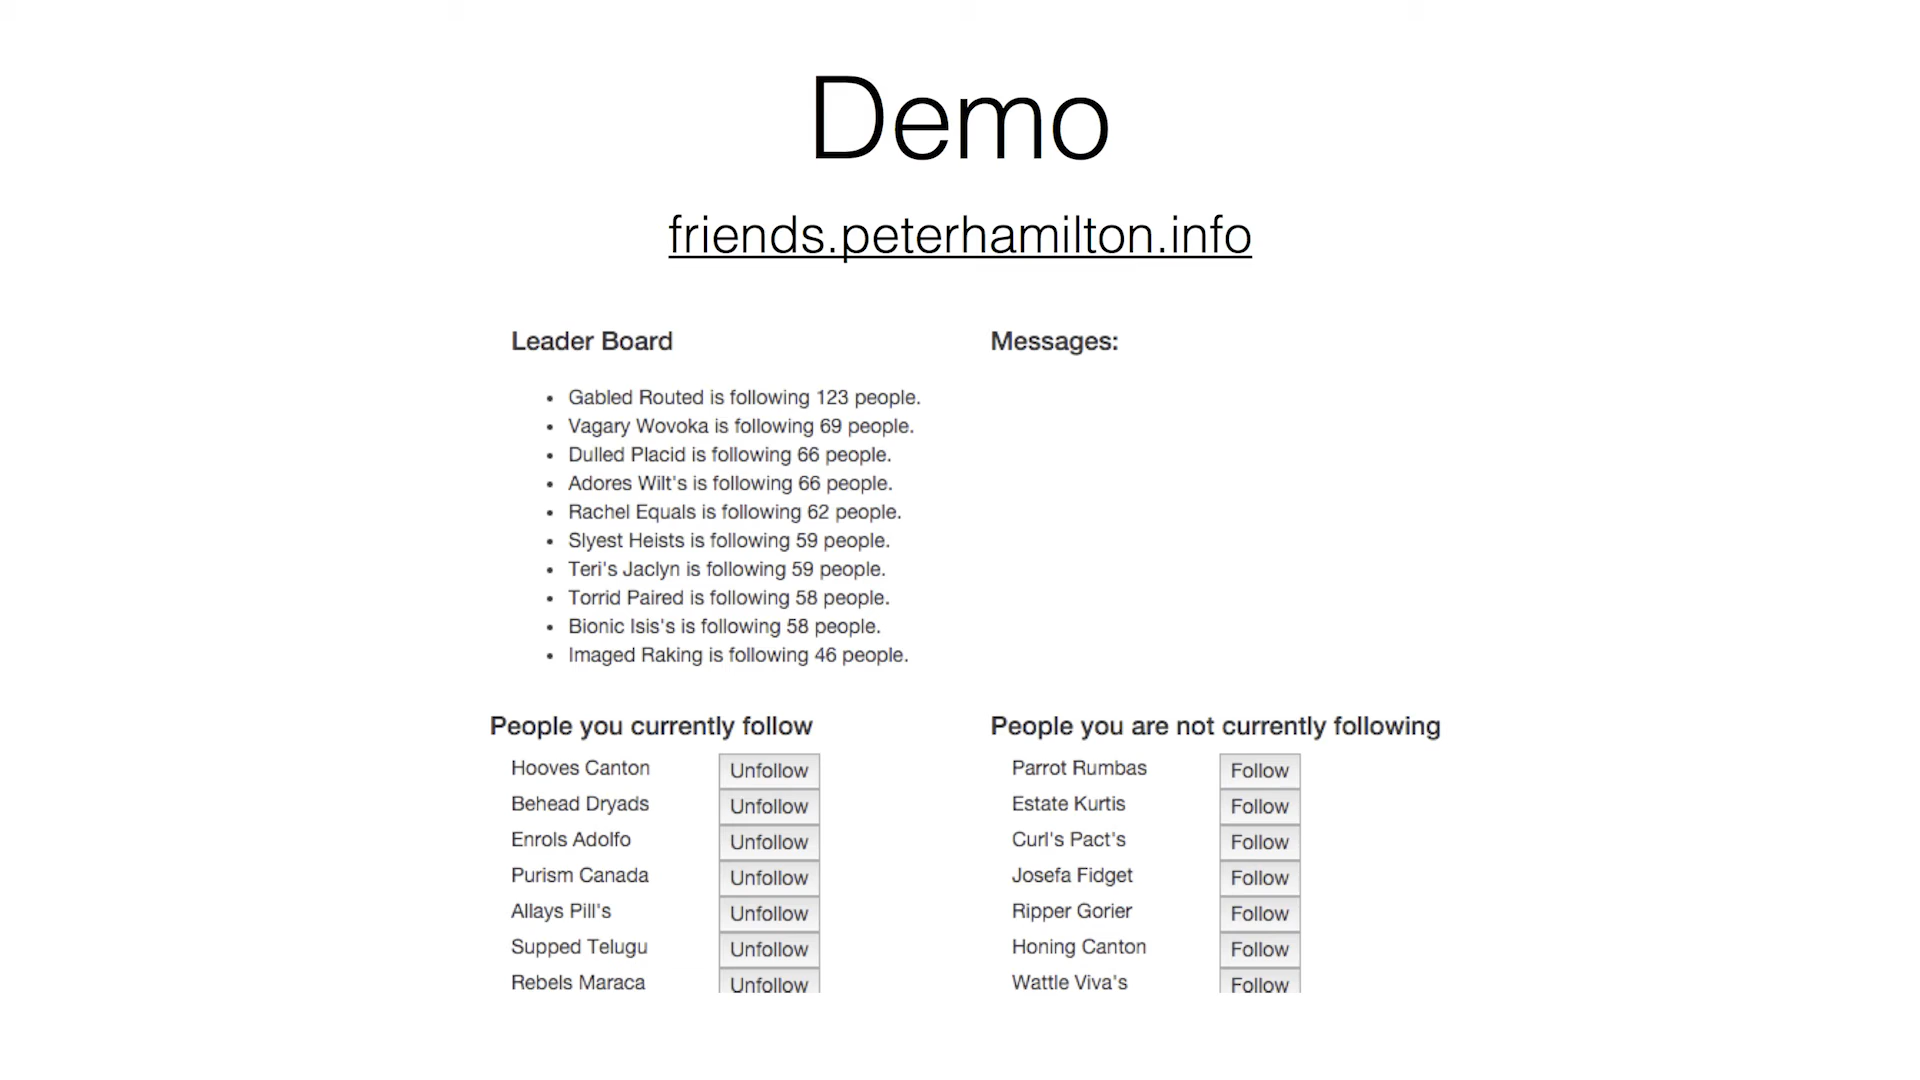 Demo
friends.peterhamilton.info
Leader Board
• Gabled Routed is following 123 people.
• Vagary Wovoka is following 69 people.
• Dulled Placid is following 66 people.
• Adores Wilt's is following 66 people.
• Rachel Equals is following 62 people.
• Slyest Heists is following 59 people.
• Teri's Jaclyn is following 59 people.
• Torrid Paired is following 58 people.
• Bionic Isis's is following 58 people.
• Imaged Raking is following 46 people.
Messages:
People you currently follow
Hooves Canton Unfollow
Behead Dryads Unfollow
Enrols Adolfo Unfollow
Purism Canada Unfollow
Allays Pill's Unfollow
Supped Telugu Unfollow
Rebels Maraca Unfollow
People you are not currently following
Parrot Rumbas Follow
Estate Kurtis Follow
Curl's Pact's Follow
Josefa Fidget Follow
Ripper Gorier Follow
Honing Canton Follow
Wattle Viva's Follow